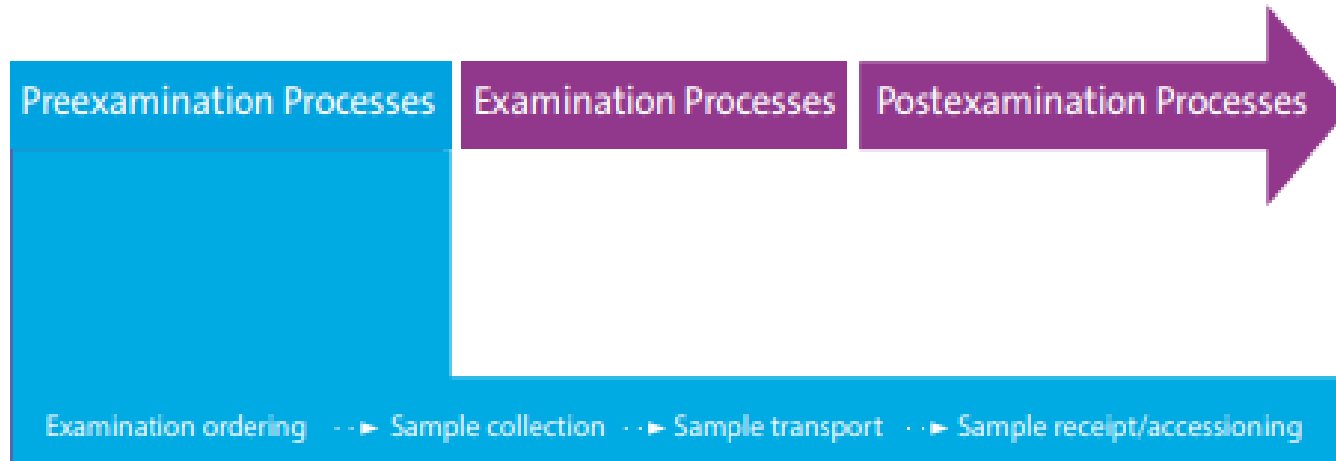 Preexamination Processes Examination Processes Postexamination Processes
Examination ordering --► Sample collection --► Sample transport --► Sample receipt/accessioning